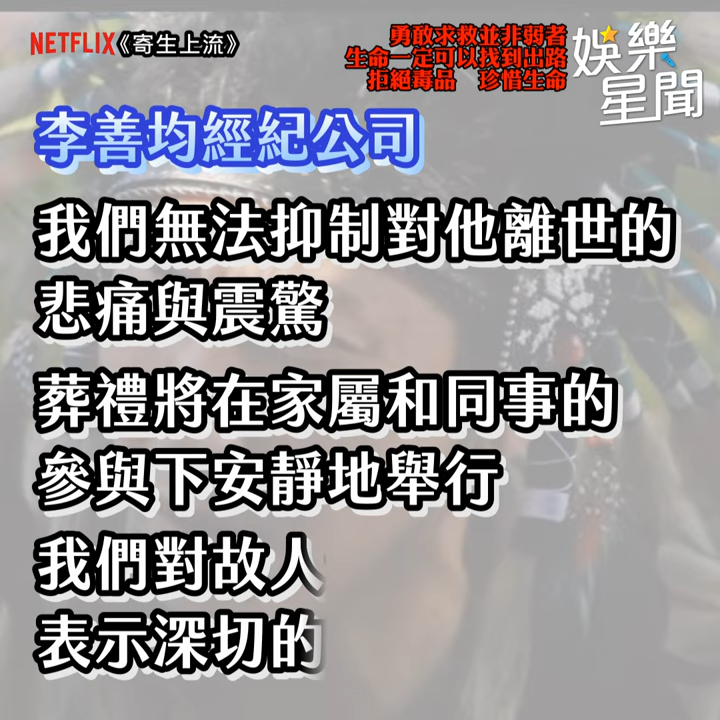 NETFLIX《寄生上流》
勇敢求救並非弱者
生命一定可以找到出路
拒絕毒品 珍惜生命
娛樂
星聞
李善均經紀公司
我們無法抑制對他離世的
悲痛與震驚
葬禮將在家屬和同事的
參與下安靜地舉行
我們對故人
表示深切的